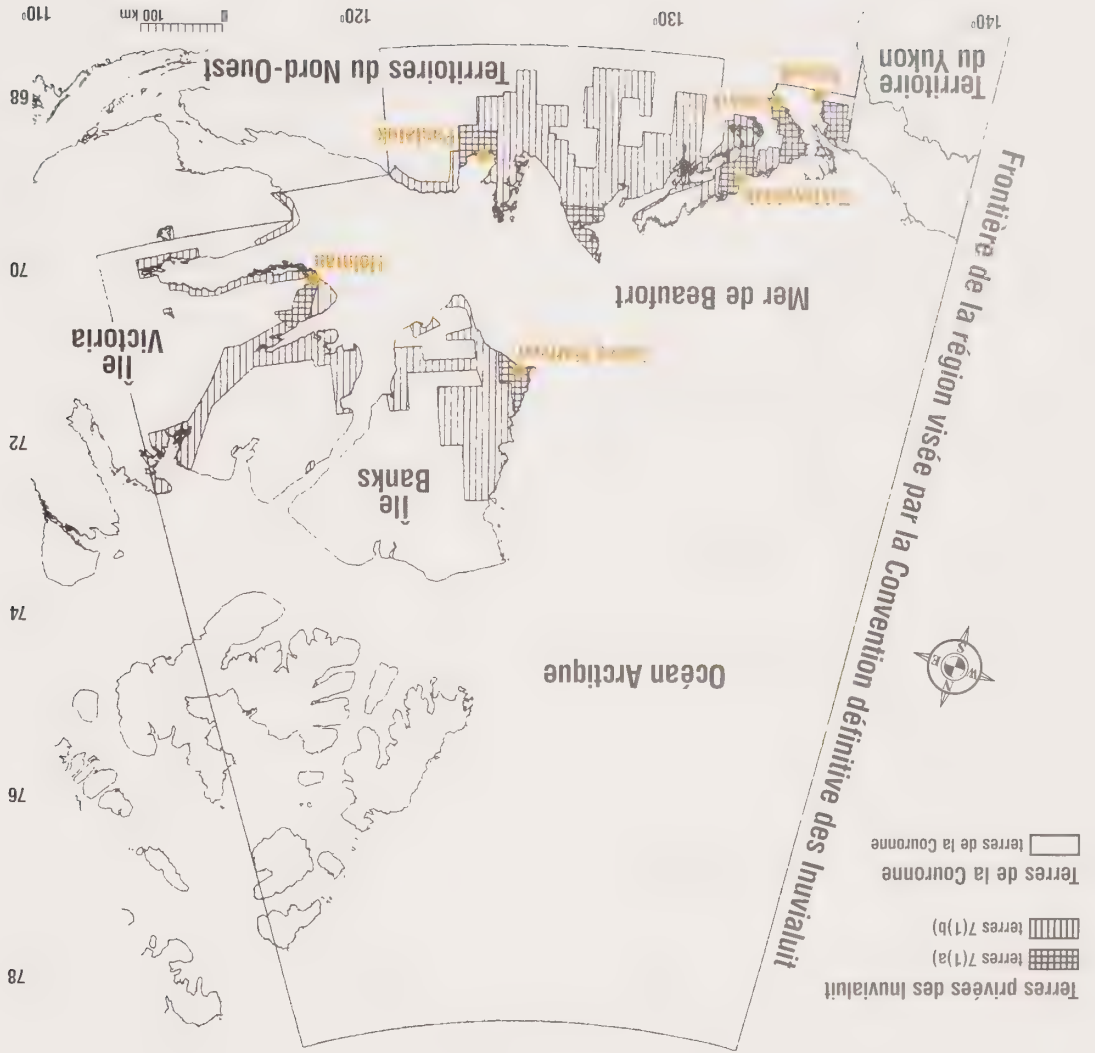 78
Terres privées des Inuvialuit
terres 7(1)a)
terres 7(1)b)
Terres de la Couronne
terres de la Couronne
76
N
W
E
S
Frontière de la région visée par la Convention définitive des Inuvialuit
Océan Arctique
74
Île
Banks
72
Île
Victoria
Sachs Harbour
Mer de Beaufort
Holman
70
Tuktoyaktuk
Paulatuk
Inuvik
68
Territoire
du Yukon
Territoires du Nord-Ouest
140°
130°
120°
100 km
110°